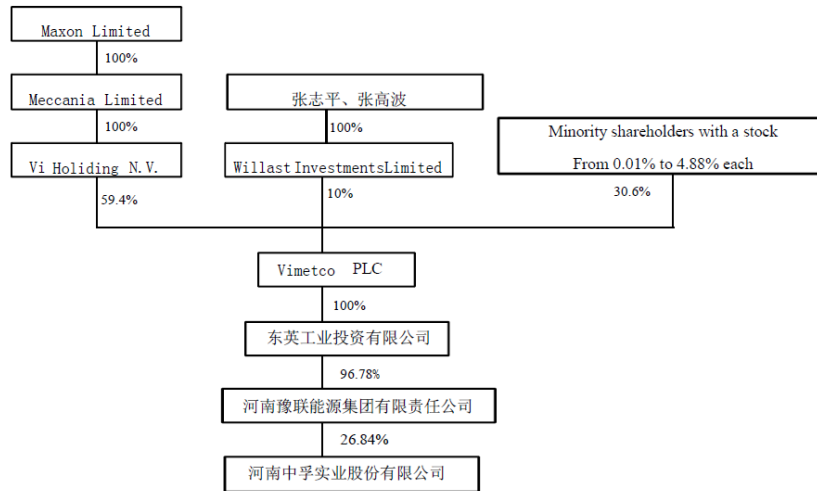 Maxon Limited
100%
Meccania Limited
张志平、张高波
100%
100%
Minority shareholders with a stock
From 0.01% to 4.88% each
Vi Holiding N.V.
Willast InvestmentsLimited
59.4%
10%
30.6%
Vimetco PLC
100%
东英工业投资有限公司
96.78%
河南豫联能源集团有限责任公司
26.84%
河南中孚实业股份有限公司